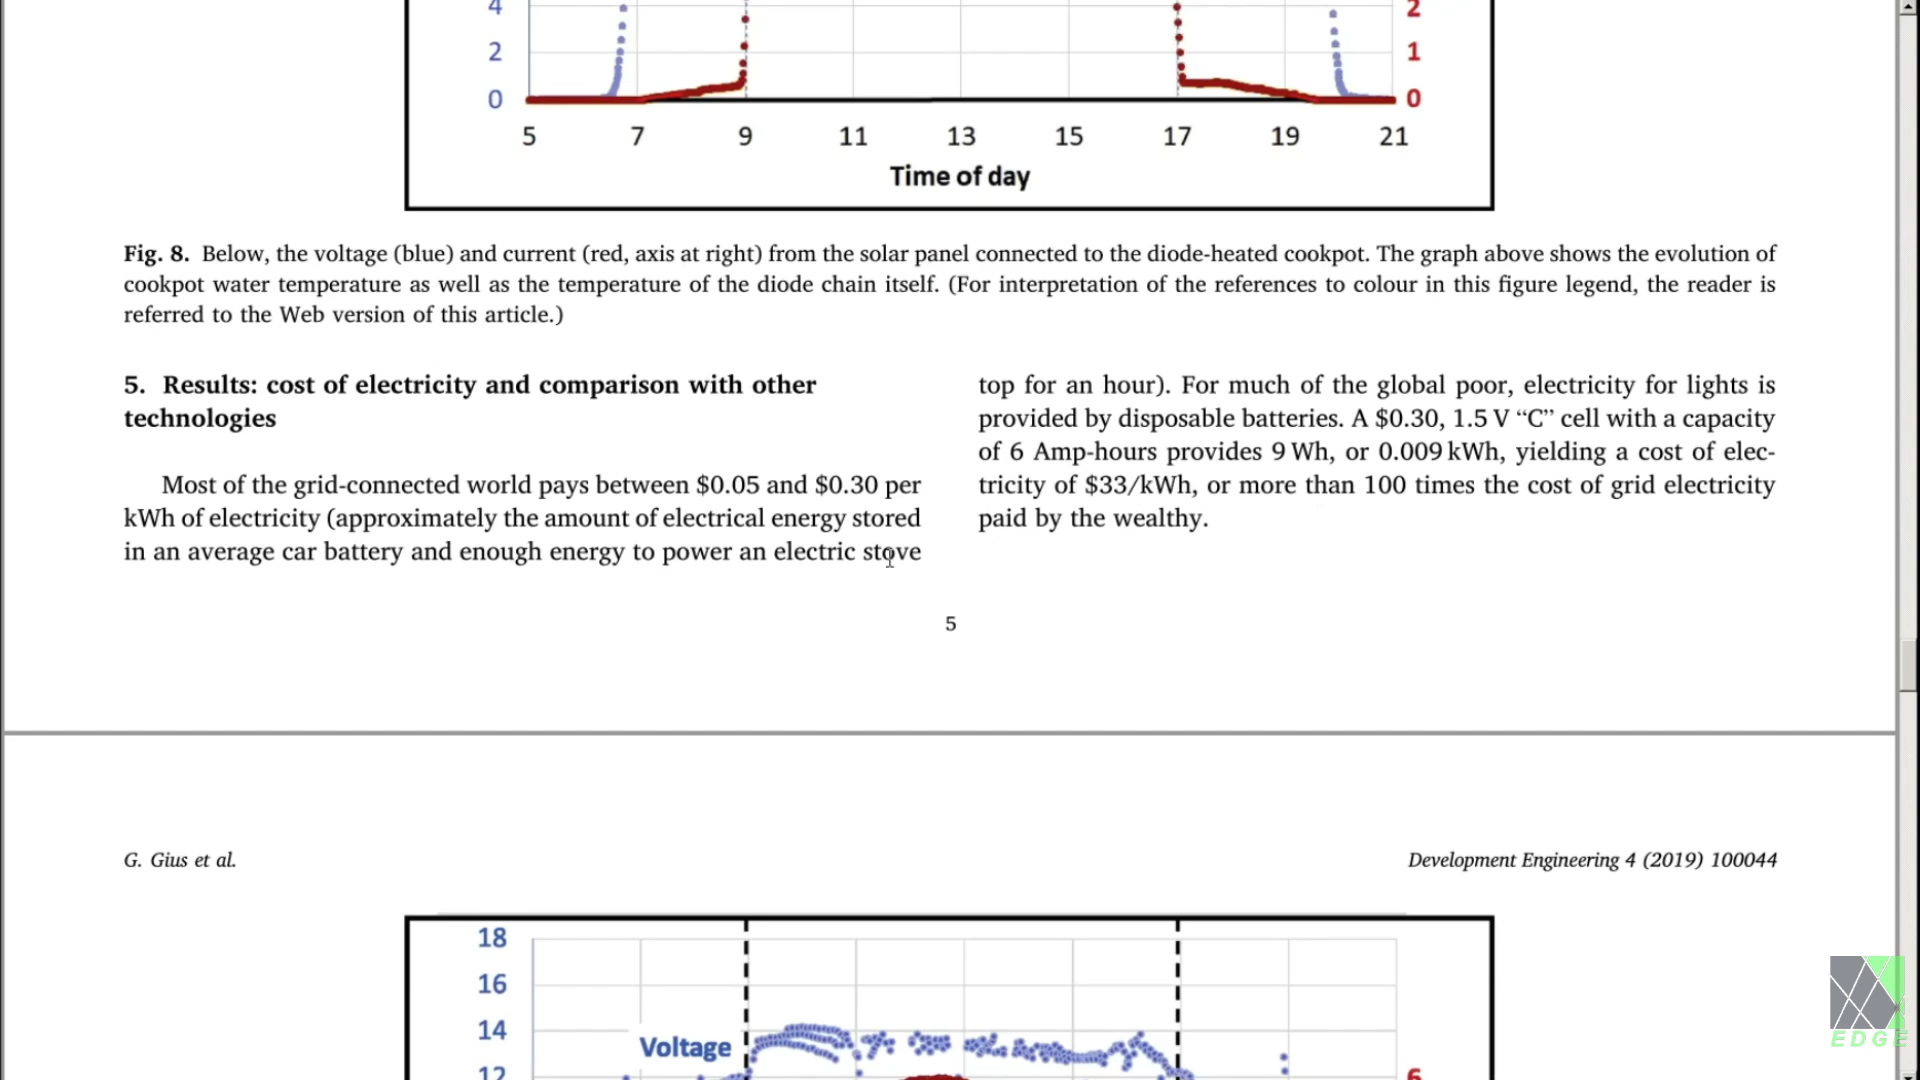 4
2
2
1
0
0
5 7 9 11 13 15 17 19 21
Time of day
Fig. 8. Below, the voltage (blue) and current (red, axis at right) from the solar panel connected to the diode-heated cookpot. The graph above shows the evolution of
cookpot water temperature as well as the temperature of the diode chain itself. (For interpretation of the references to colour in this figure legend, the reader is
referred to the Web version of this article.)
5. Results: cost of electricity and comparison with other
technologies
Most of the grid-connected world pays between $0.05 and $0.30 per
kWh of electricity (approximately the amount of electrical energy stored
in an average car battery and enough energy to power an electric stove
top for an hour). For much of the global poor, electricity for lights is
provided by disposable batteries. A $0.30, 1.5 V “C” cell with a capacity
of 6 Amp-hours provides 9 Wh, or 0.009 kWh, yielding a cost of elec-
tricity of $33/kWh, or more than 100 times the cost of grid electricity
paid by the wealthy.
5
G. Gius et al.
Development Engineering 4 (2019) 100044
18
16
14
Voltage
12
6
EDGE